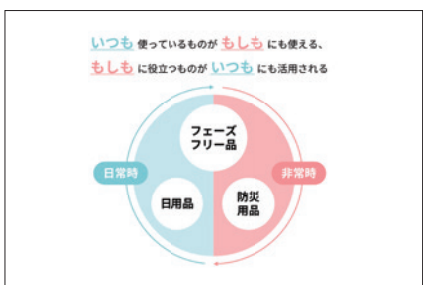 いつも 使っているものが もしも にも使える、
もしも に役立つものが いつも にも活用される
フェーズ
フリー品
日常時
非常時
日用品
防災
用品